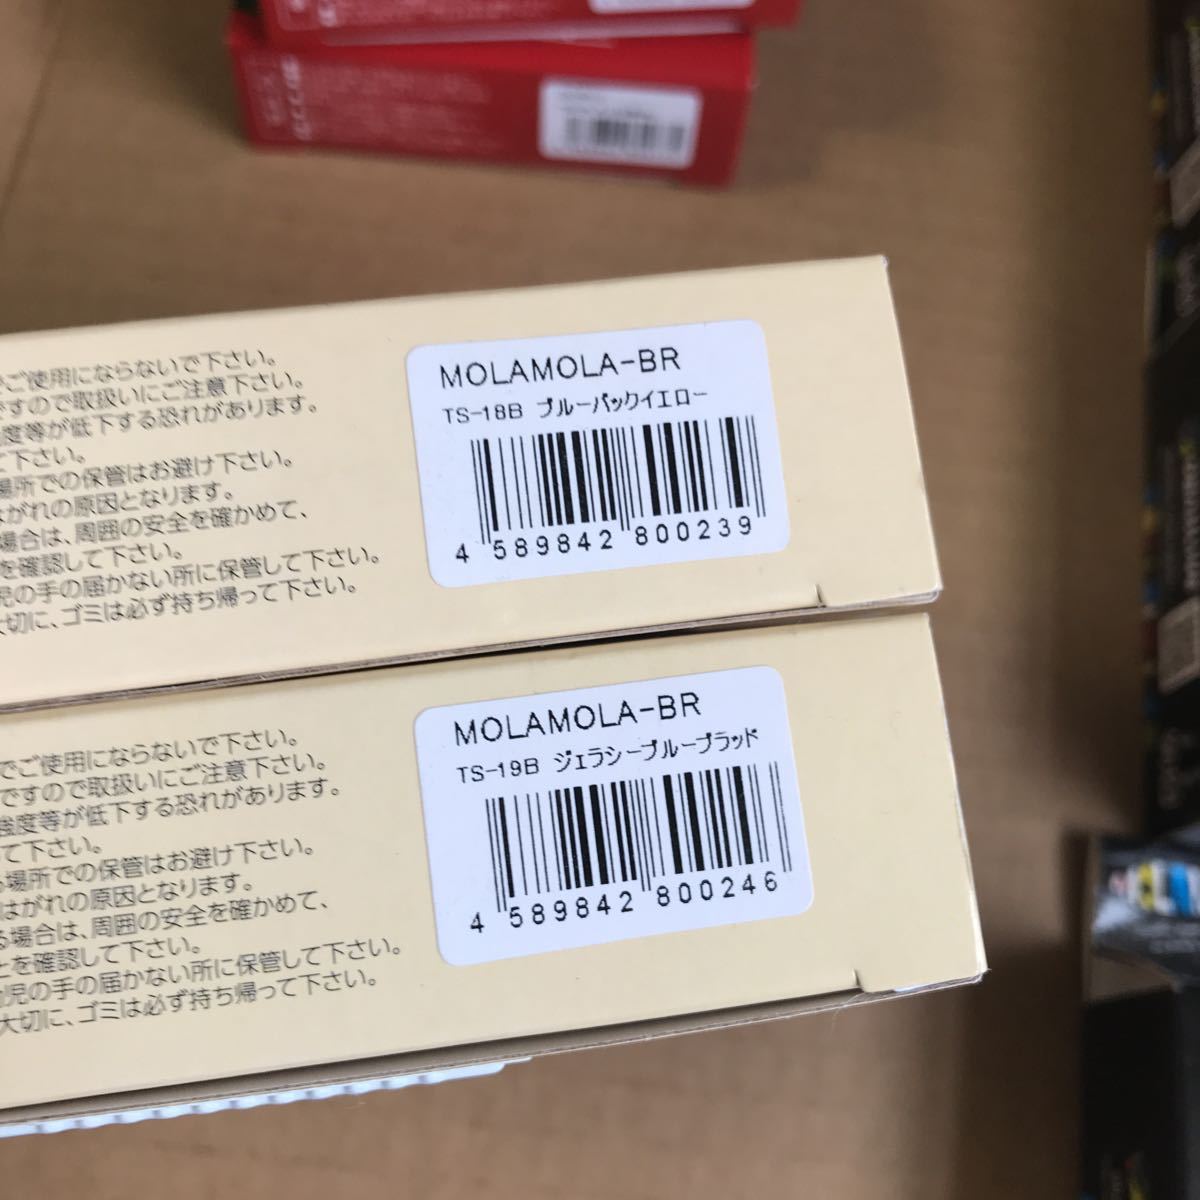 でご使用にならないで下さい。
ですので取扱いにご注意下さい。
強度等が低下する恐れがあります。
て下さい。
場所での保管はお避け下さい。
はがれの原因となります。
場合は、周囲の安全を確かめて、
を確認して下さい。
児の手の届かない所に保管して下さい。
大切に、ゴミは必ず持ち帰って下さい。
MOLAMOLA-BR
TS-18B ブルーバックイエロー
4 589842 800239
でご使用にならないで下さい。
ですので取扱いにご注意下さい。
強度等が低下する恐れがあります。
て下さい。
場所での保管はお避け下さい。
はがれの原因となります。
る場合は、周囲の安全を確かめて、
とを確認して下さい。
幼児の手の届かない所に保管して下さい。
大切に、ゴミは必ず持ち帰って下さい。
MOLAMOLA-BR
TS-19B ジェラシーブルーブラッド
4 589842 800246